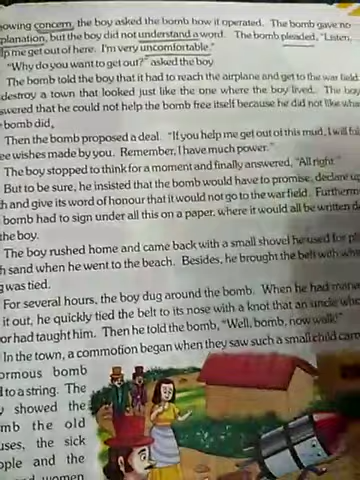 owing concern, the boy asked the bomb how it operated. The bomb gave no
planation, but the boy did not understand a word. The bomb pleaded, "Listen,
lp me get out of here. I'm very uncomfortable."
"Why do you want to get out?" asked the boy
The bomb told the boy that it had to reach the airplane and get to the war field
destroy a town that looked just like the one where the boy lived. The boy
swered that he could not help the bomb free itself because he did not like wha
bomb did.
Then the bomb proposed a deal. "If you help me get out of this mud, I will ful
ee wishes made by you. Remember, I have much power."
The boy stopped to think for a moment and finally answered, "All right."
But to be sure, he insisted that the bomb would have to promise, declare up
h and give its word of honour that it would not go to the war field. Furtherm
bomb had to sign under all this on a paper, where it would all be written d
the boy.
The boy rushed home and came back with a small shovel he used for pl
h sand when he went to the beach. Besides, he brought the belt with whi
g was tied.
For several hours, the boy dug around the bomb. When he had mana
it out, he quickly tied the belt to its nose with a knot that an uncle who
or had taught him. Then he told the bomb, "Well, bomb, now walk!"
In the town, a commotion began when they saw such a small child carr
ormous bomb
d to a string. The
y showed the
mb the old
uses, the sick
ople and the
women